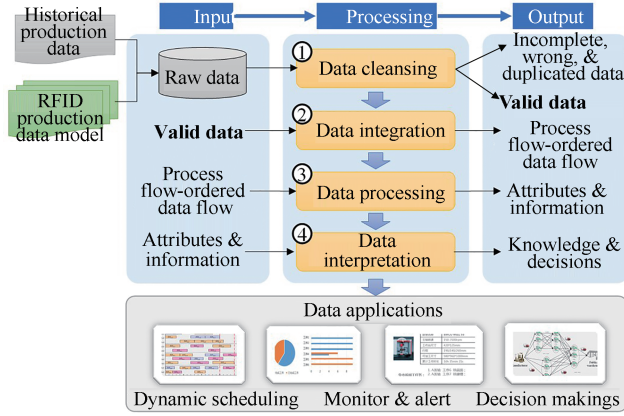 Historical
production
data
RFID
production
data model
Input
Processing
Output
Raw data
1
Data cleansing
Incomplete,
wrong, &
duplicated data
Valid data
Valid data
2
Data integration
Process
flow-ordered
data flow
Process
flow-ordered
data flow
3
Data processing
Attributes &
information
Attributes &
information
4
Data
interpretation
Knowledge &
decisions
Data applications
Dynamic scheduling
Monitor & alert
Decision makings